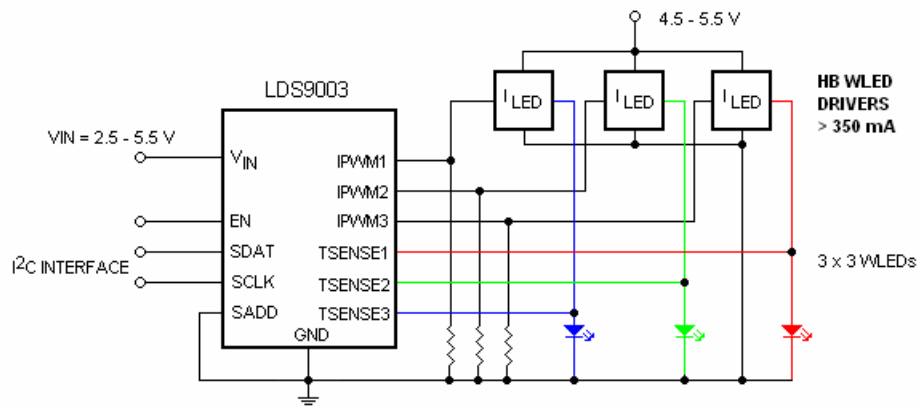 4.5 - 5.5 V
LDS9003
I LED
I LED
I LED
HB WLED
DRIVERS
> 350 mA
VIN = 2.5 - 5.5 V
VIN
IPWM1
IPWM2
EN
IPWM3
I2C INTERFACE
SDAT
TSENSE1
3 x 3 WLEDs
SCLK
TSENSE2
SADD
TSENSE3
GND